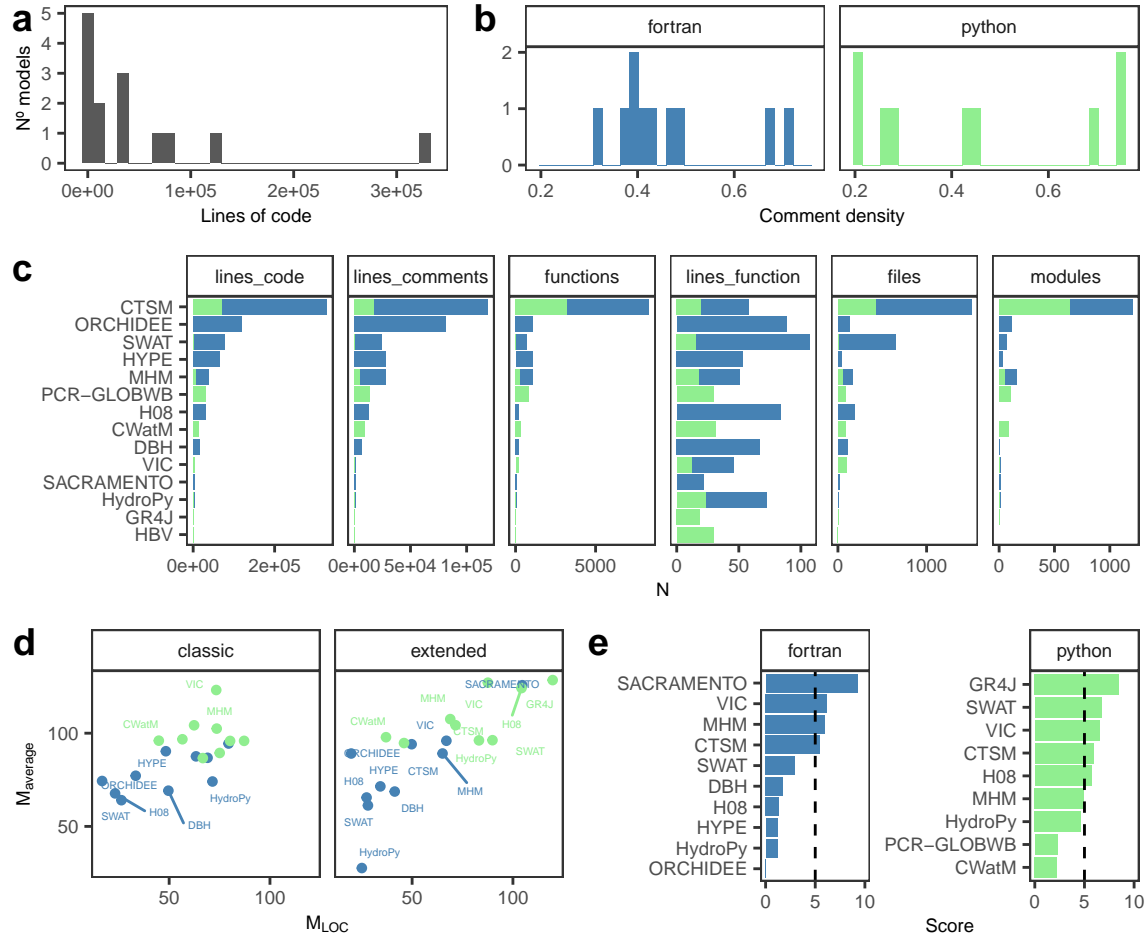 a
5
4
3
2
1
0
Nº models
0e+00 1e+05 2e+05 3e+05
Lines of code
b
fortran python
2
1
0
0.2 0.4 0.6 0.2 0.4 0.6
Comment density
c
lines_code lines_comments functions lines_function files modules
CTSM
ORCHIDEE
SWAT
HYPE
MHM
PCR−GLOBWB
H08
CWatM
DBH
VIC
SACRAMENTO
HydroPy
GR4J
HBV
0e+00 2e+05 0e+00 5e+04 1e+05 0 5000 0 50 100 0 1000 0 500 1000
N
d
classic extended
100
50
Maverage
VIC
MHM
CWatM
HYPE
ORCHIDEE
SWAT
H08
DBH
HydroPy
SACRAMENTO
MHM
VIC
GR4J
CWatM
VIC
CTSM
H08
SWAT
ORCHIDEE
HydroPy
HYPE
CTSM
H08
MHM
DBH
SWAT
HydroPy
50 100 50 100
MLOC
e
fortran
SACRAMENTO
VIC
MHM
CTSM
SWAT
DBH
H08
HYPE
HydroPy
ORCHIDEE
0 5 10
python
GR4J
SWAT
VIC
CTSM
H08
MHM
HydroPy
PCR−GLOBWB
CWatM
0 5 10
Score